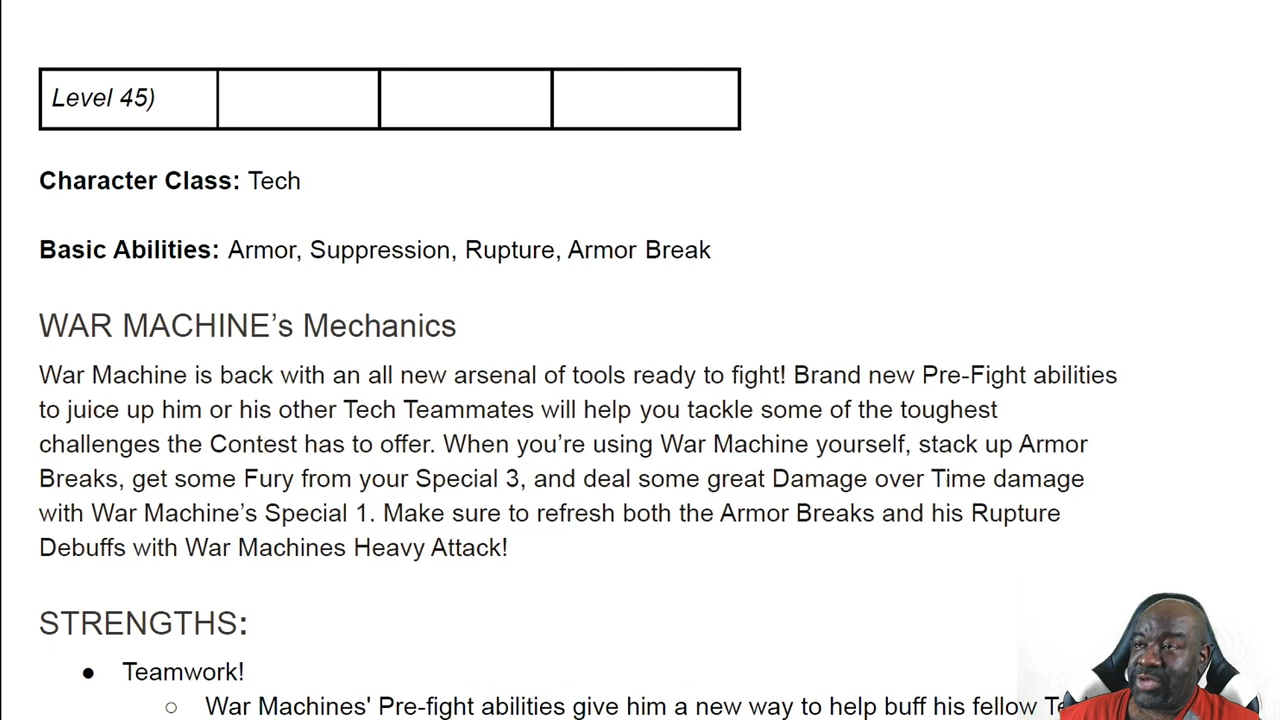 Level 45)
Character Class: Tech
Basic Abilities: Armor, Suppression, Rupture, Armor Break
WAR MACHINE’s Mechanics
War Machine is back with an all new arsenal of tools ready to fight! Brand new Pre-Fight abilities
to juice up him or his other Tech Teammates will help you tackle some of the toughest
challenges the Contest has to offer. When you’re using War Machine yourself, stack up Armor
Breaks, get some Fury from your Special 3, and deal some great Damage over Time damage
with War Machine’s Special 1. Make sure to refresh both the Armor Breaks and his Rupture
Debuffs with War Machines Heavy Attack!
STRENGTHS:
● Teamwork!
○ War Machines' Pre-fight abilities give him a new way to help buff his fellow